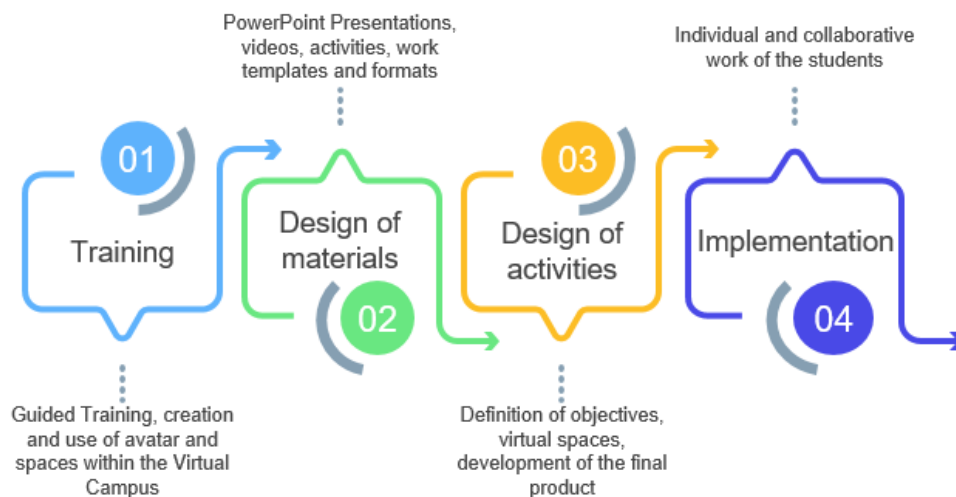 PowerPoint Presentations,
videos, activities, work
templates and formats
Individual and collaborative
work of the students
01
03
Training
Design of
materials
Design of
activities
Implementation
02
04
Guided Training, creation
and use of avatar and
spaces within the Virtual
Campus
Definition of objectives,
virtual spaces,
development of the final
product